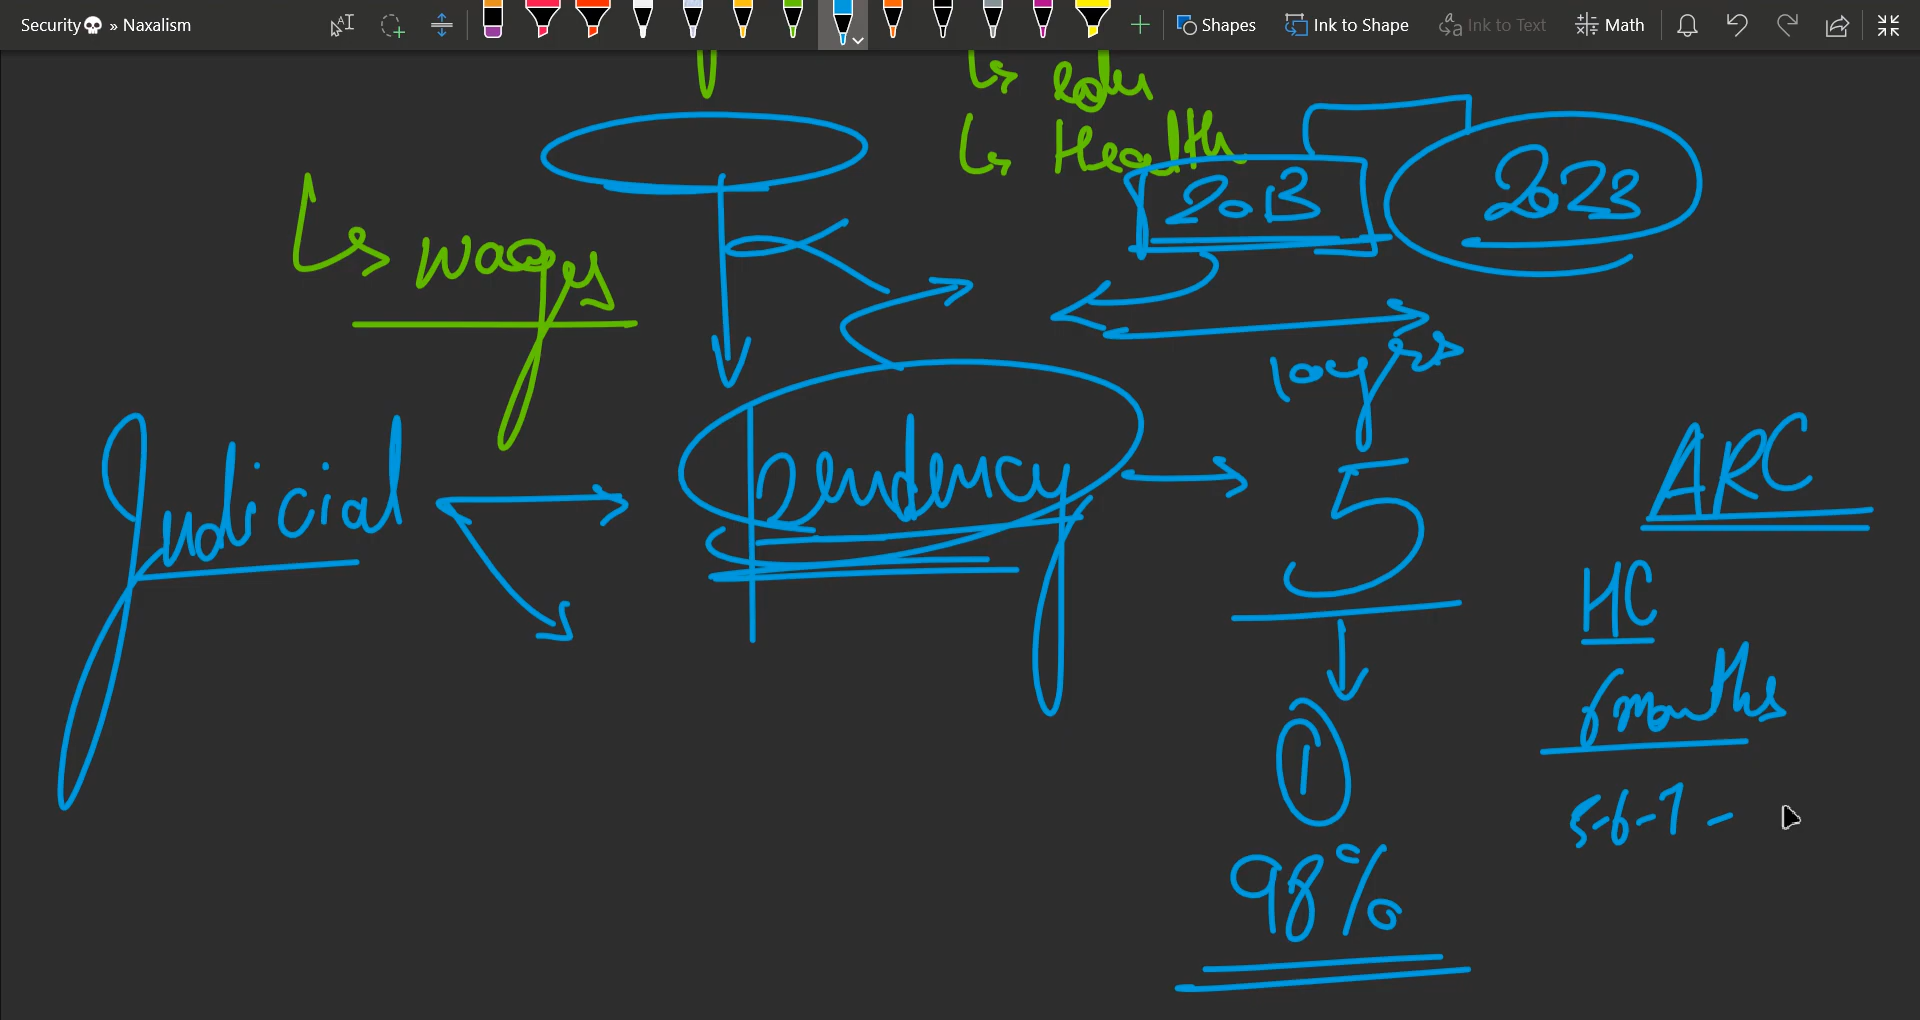 Security💀 » Naxalism
Shapes
Ink to Shape
Ink to Text
Math
↳ Edu
↳ Health
2013
2023
↳ wages
10 yrs
Judicial
Pendency
5
ARC
HC
6 months
1
5-6-7 -
98%